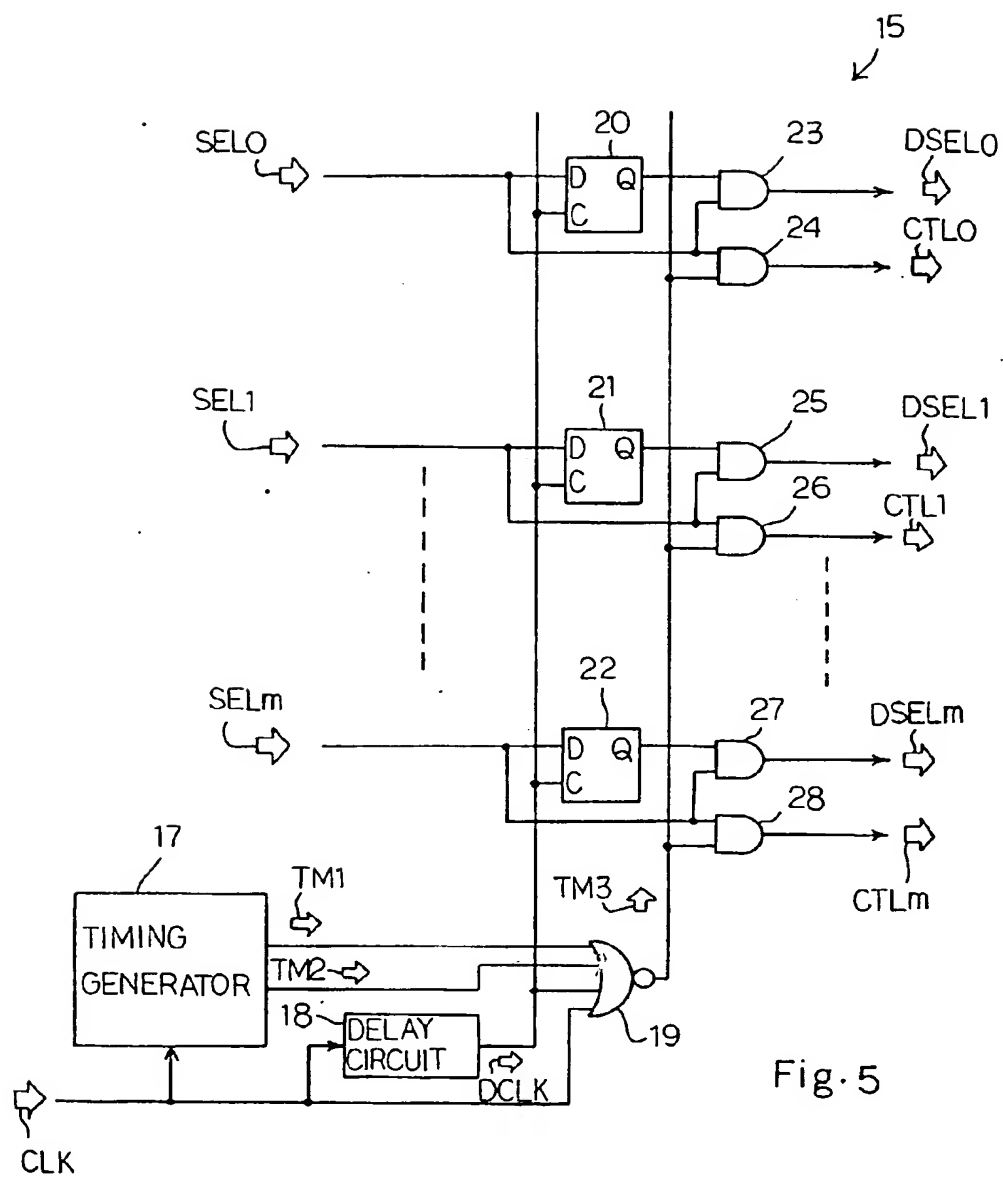 15
SEL0
20
D Q
C
23
DSEL0
24
CTL0
SEL1
21
D Q
C
25
DSEL1
26
CTL1
SELm
22
D Q
C
27
DSELm
28
CTLm
17
TIMING
GENERATOR
TM1
TM2
TM3
18
DELAY
CIRCUIT
DCLK
19
CLK
Fig. 5